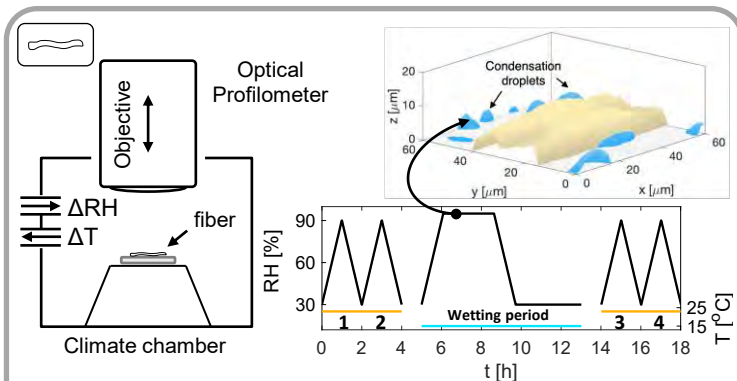 Optical
Profilometer
Objective
ΔRH
ΔT
fiber
Climate chamber
Condensation
droplets
z [μm]
20
10
0
60
40
20
0
y [μm]
0
20
40
60
x [μm]
RH [%]
90
60
30
Wetting period
1 2 3 4
25
15
T [°C]
0 2 4 6 8 10 12 14 16 18
t [h]